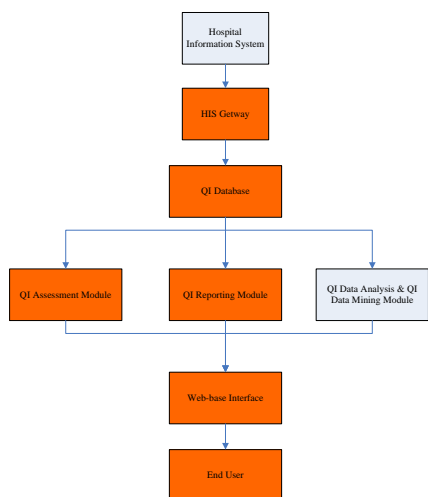 Hospital
Information System
HIS Getway
QI Database
QI Assessment Module
QI Reporting Module
QI Data Analysis & QI
Data Mining Module
Web-base Interface
End User